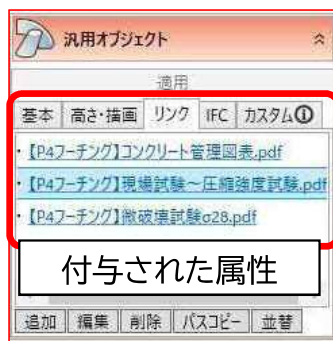 汎用オブジェクト
適用
基本 高さ・描画 リンク IFC カスタム
・【P4フーチング】コンクリート管理図表.pdf
・【P4フーチング】現場試験～圧縮強度試験.pdf
・【P4フーチング】微破壊試験σ28.pdf
付与された属性
追加 編集 削除 パスコピー 並替